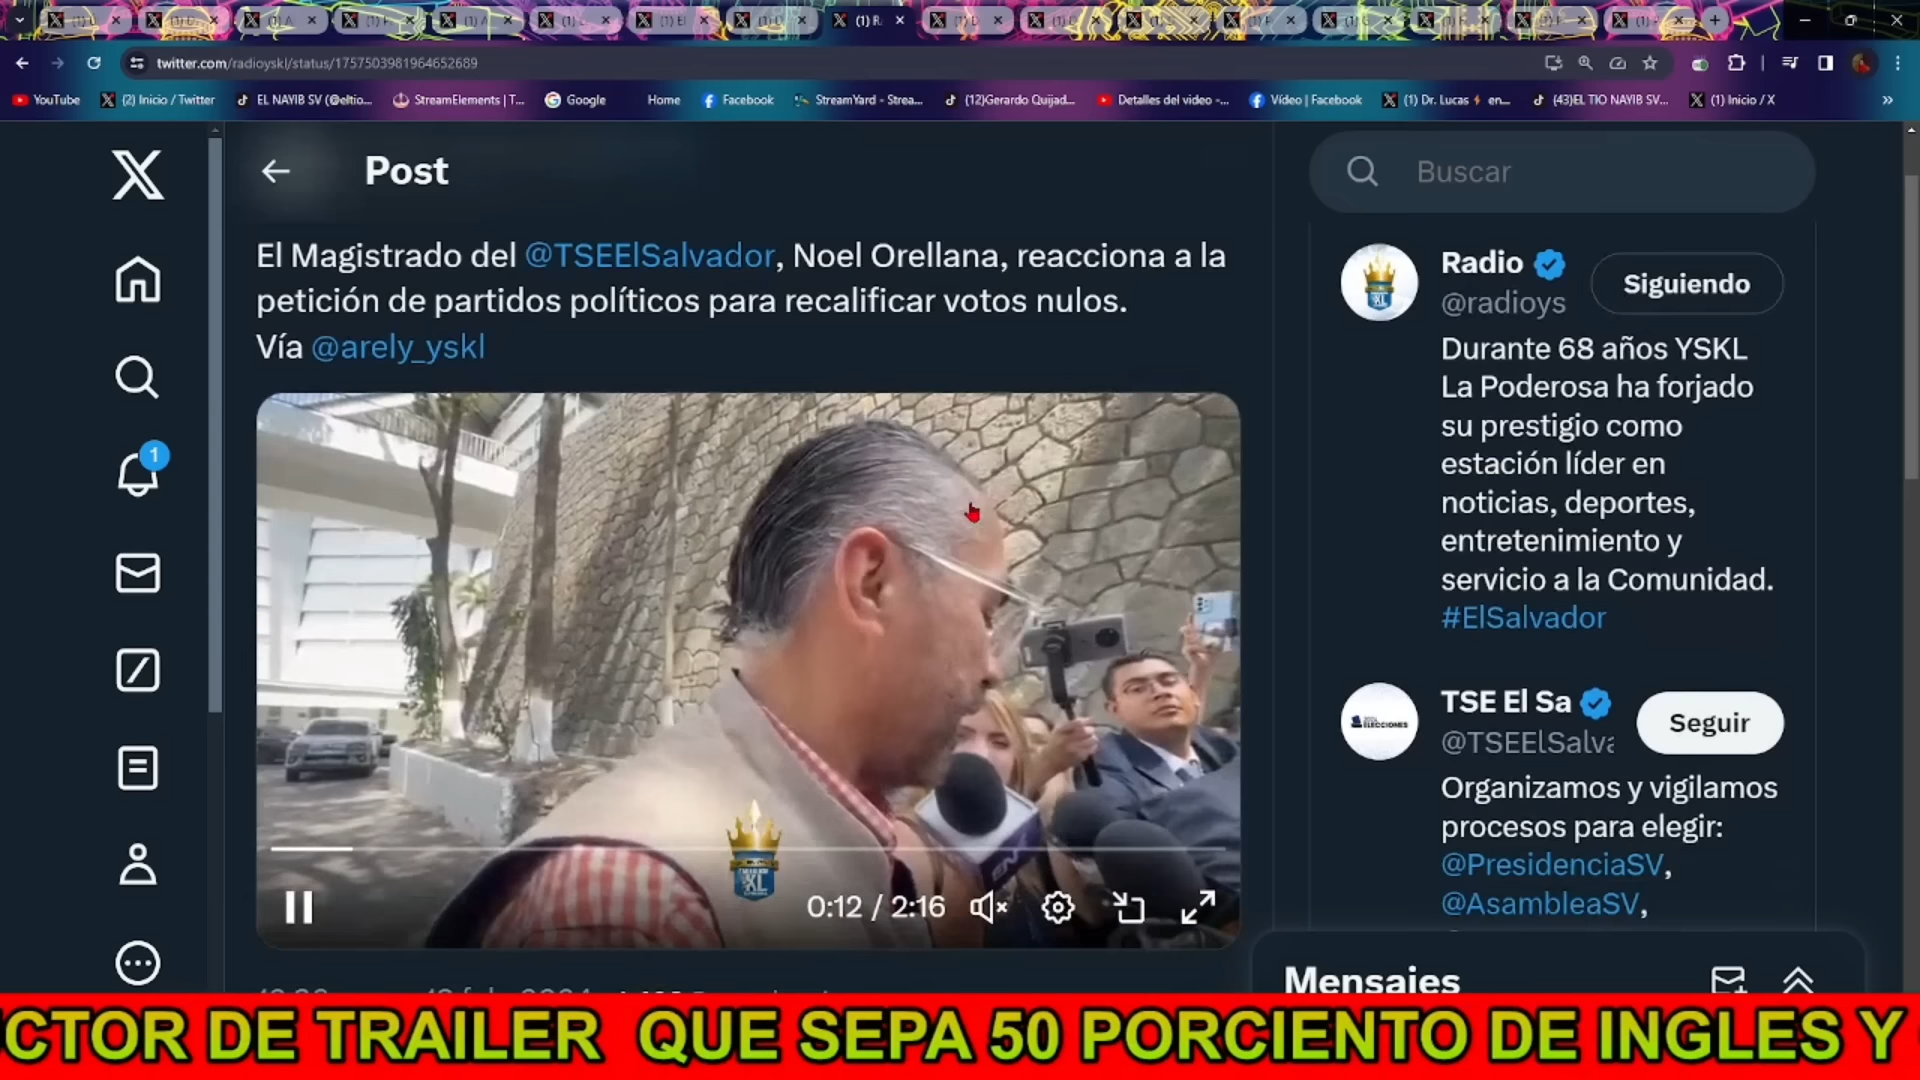 twitter.com/radioyskl/status/1757503981964652689
YouTube
(2) Inicio / Twitter
EL NAYIB SV (@eltio...
StreamElements | T...
Google
Home
Facebook
StreamYard - Strea...
(12)Gerardo Quijad...
Detalles del video -...
Vídeo | Facebook
(1) Dr. Lucas en...
(43)EL TIO NAYIB SV...
(1) Inicio / X
Post
El Magistrado del @TSEElSalvador, Noel Orellana, reacciona a la
petición de partidos políticos para recalificar votos nulos.
Vía @arely_yskl
0:12 / 2:16
Buscar
Radio
@radioys
Siguiendo
Durante 68 años YSKL
La Poderosa ha forjado
su prestigio como
estación líder en
noticias, deportes,
entretenimiento y
servicio a la Comunidad.
#ElSalvador
TSE El Sa
@TSEElSalva
Seguir
Organizamos y vigilamos
procesos para elegir:
@PresidenciaSV,
@AsambleaSV,
1
Mensajes
CTOR DE TRAILER QUE SEPA 50 PORCIENTO DE INGLES Y